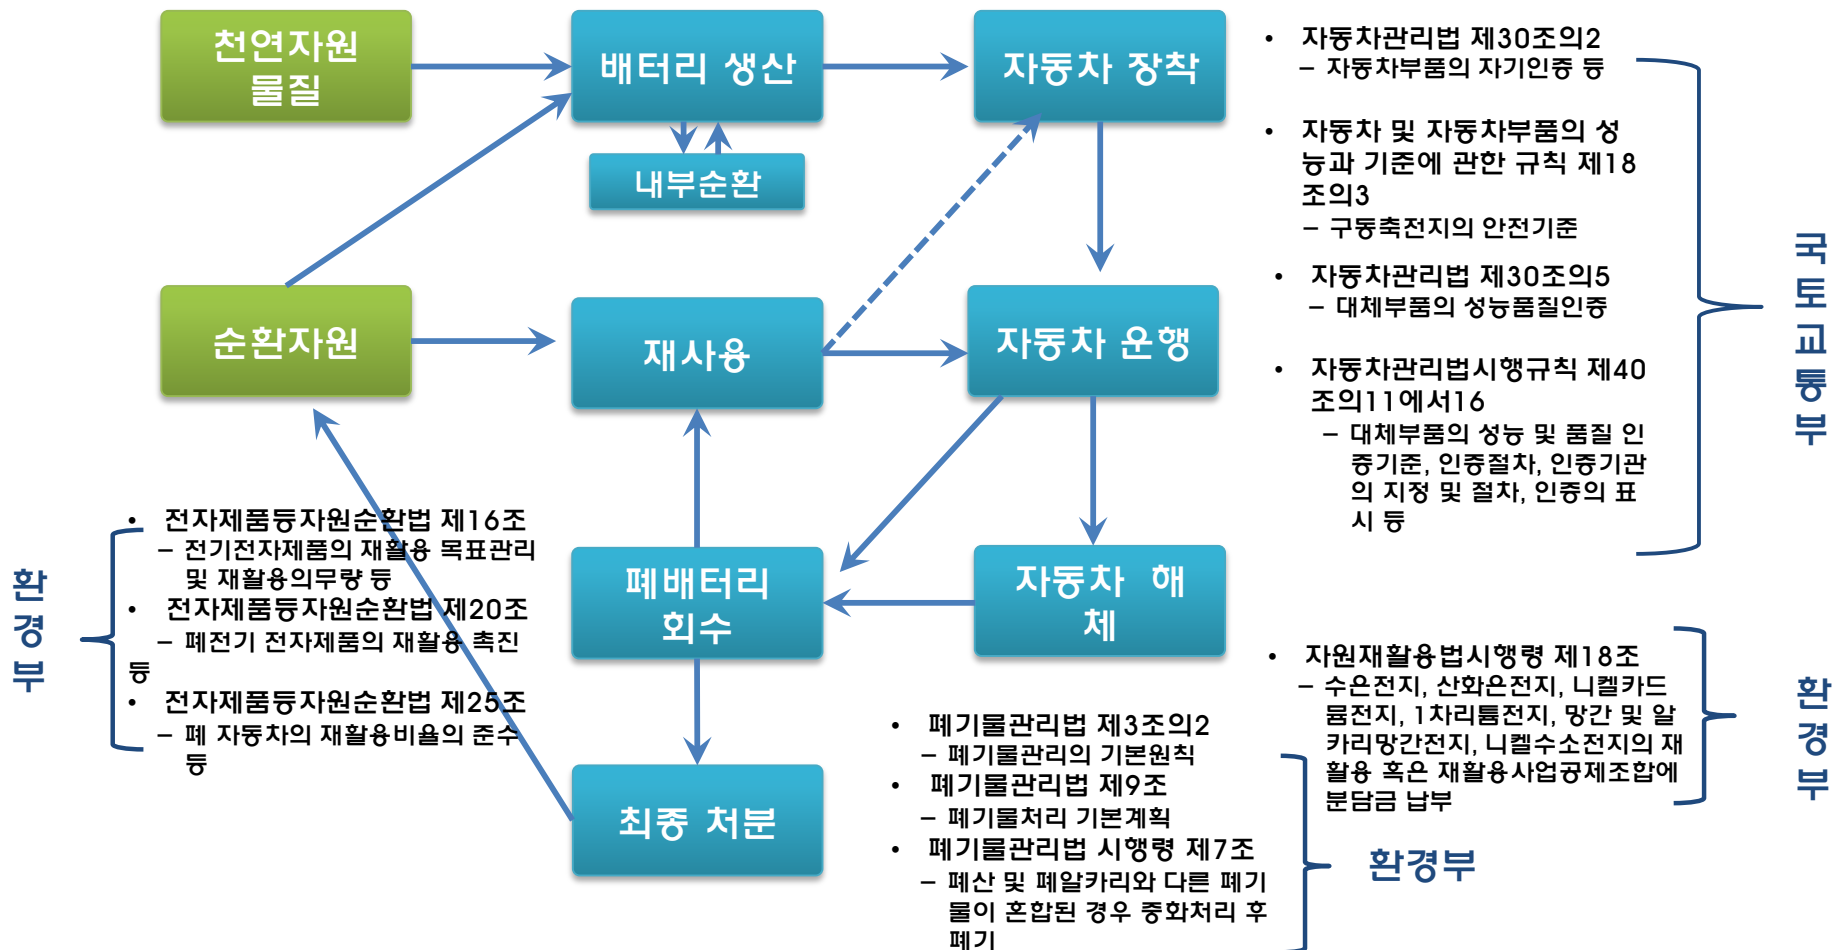 천연자원
물질
배터리 생산
자동차 장착
내부순환
순환자원
재사용
자동차 운행
폐배터리
회수
자동차 해
체
최종 처분
• 자동차관리법 제30조의2
– 자동차부품의 자기인증 등
• 자동차 및 자동차부품의 성
능과 기준에 관한 규칙 제18
조의3
– 구동축전지의 안전기준
• 자동차관리법 제30조의5
– 대체부품의 성능품질인증
• 자동차관리법시행규칙 제40
조의11에서16
– 대체부품의 성능 및 품질 인
증기준, 인증절차, 인증기관
의 지정 및 절차, 인증의 표
시 등
국
토
교
통
부
환
경
부
• 전자제품등자원순환법 제16조
– 전기전자제품의 재활용 목표관리
및 재활용의무량 등
• 전자제품등자원순환법 제20조
– 폐전기 전자제품의 재활용 촉진
등
• 전자제품등자원순환법 제25조
– 폐 자동차의 재활용비율의 준수
등
• 자원재활용법시행령 제18조
– 수은전지, 산화은전지, 니켈카드
뮴전지, 1차리튬전지, 망간 및 알
카리망간전지, 니켈수소전지의 재
활용 혹은 재활용사업공제조합에
분담금 납부
환
경
부
• 폐기물관리법 제3조의2
– 폐기물관리의 기본원칙
• 폐기물관리법 제9조
– 폐기물처리 기본계획
• 폐기물관리법 시행령 제7조
– 폐산 및 폐알카리와 다른 폐기
물이 혼합된 경우 중화처리 후
폐기
환경부